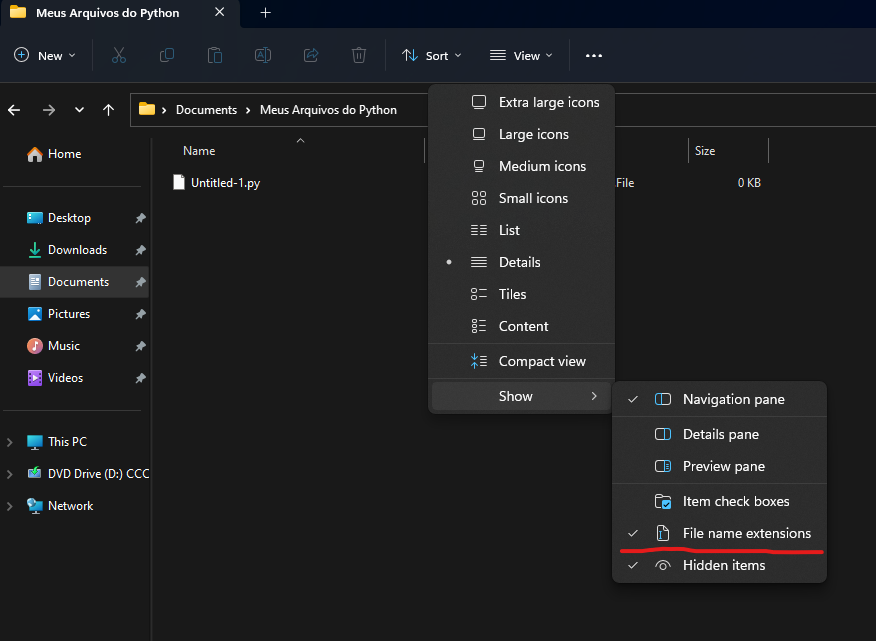 Meus Arquivos do Python
New
Sort
View
Documents
Meus Arquivos do Python
Home
Desktop
Downloads
Documents
Pictures
Music
Videos
This PC
DVD Drive (D:) CCC
Network
Name
Size
Untitled-1.py
File
0 KB
Extra large icons
Large icons
Medium icons
Small icons
List
Details
Tiles
Content
Compact view
Show
Navigation pane
Details pane
Preview pane
Item check boxes
File name extensions
Hidden items